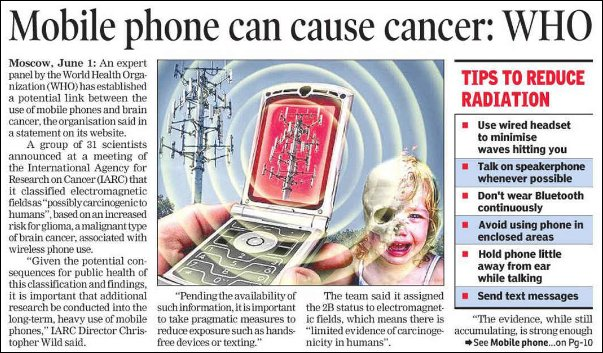 Mobile phone can cause cancer: WHO
Moscow, June 1: An expert
panel by the World Health Orga-
nization (WHO) has established
a potential link between the
use of mobile phones and brain
cancer, the organisation said in
a statement on its website.
A group of 31 scientists
announced at a meeting of
the International Agency for
Research on Cancer (IARC) that
it classified electromagnetic
fields as “possibly carcinogenic to
humans”, based on an increased
risk for glioma, a malignant type
of brain cancer, associated with
wireless phone use.
“Given the potential con-
sequences for public health of
this classification and findings,
it is important that additional
research be conducted into the
long-term, heavy use of mobile
phones,” IARC Director Chris-
topher Wild said.
“Pending the availability of
such information, it is important
to take pragmatic measures to
reduce exposure such as hands-
free devices or texting.”
The team said it assigned
the 2B status to electromagnet-
ic fields, which means there is
“limited evidence of carcinoge-
nicity in humans”.
TIPS TO REDUCE
RADIATION
Use wired headset
to minimise
waves hitting you
Talk on speakerphone
whenever possible
Don't wear Bluetooth
continuously
Avoid using phone in
enclosed areas
Hold phone little
away from ear
while talking
Send text messages
“The evidence, while still
accumulating, is strong enough
➔See Mobile phone...on Pg-10